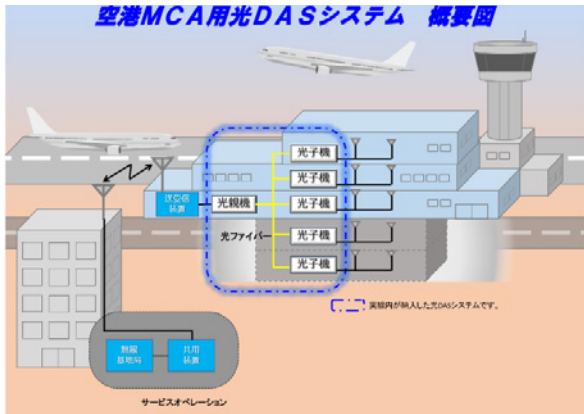 空港ＭＣＡ用光ＤＡＳシステム　概要図
光子機
光子機
送受信
装置
光親機
光子機
光ファイバー
光子機
光子機
実線内が納入した光DASシステムです。
無線
基地局
共用
装置
サービスオペレーション